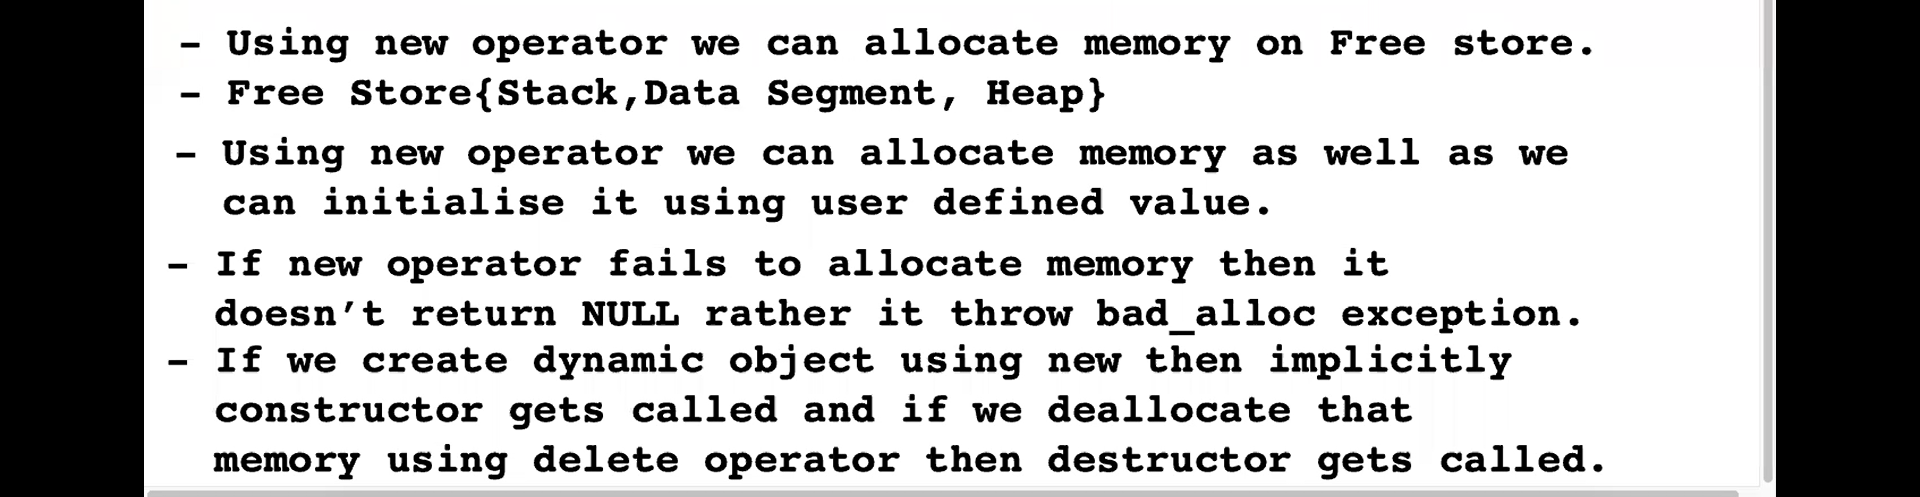 – Using new operator we can allocate memory on Free store.
– Free Store{Stack,Data Segment, Heap}
– Using new operator we can allocate memory as well as we
can initialise it using user defined value.
– If new operator fails to allocate memory then it
doesn’t return NULL rather it throw bad_alloc exception.
– If we create dynamic object using new then implicitly
constructor gets called and if we deallocate that
memory using delete operator then destructor gets called.